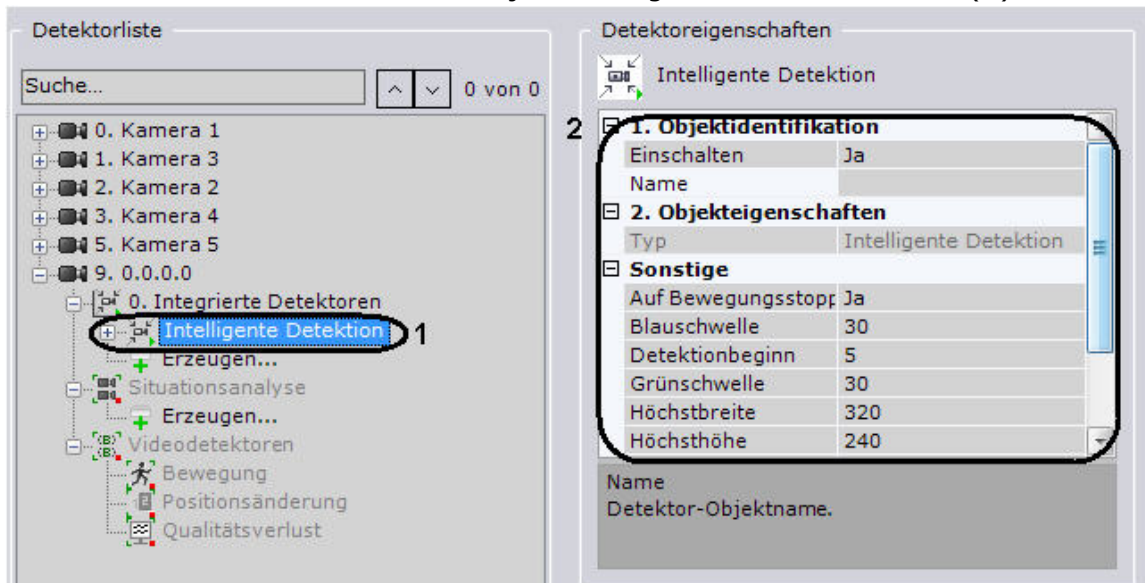 Detektorliste
Suche...
0 von 0
0. Kamera 1
1. Kamera 3
2. Kamera 2
3. Kamera 4
5. Kamera 5
9. 0.0.0.0
0. Integrierte Detektoren
Intelligente Detektion
1
Erzeugen...
Situationsanalyse
Erzeugen...
Videodetektoren
Bewegung
Positionsänderung
Qualitätsverlust
Detektoreigenschaften
Intelligente Detektion
2
1. Objektidentifikation
Einschalten Ja
Name
2. Objekteigenschaften
Typ Intelligente Detektion
Sonstige
Auf Bewegungsstopp Ja
Blauschwelle 30
Detektionbeginn 5
Grünschwelle 30
Höchstbreite 320
Höchsthöhe 240
Name
Detektor-Objektname.